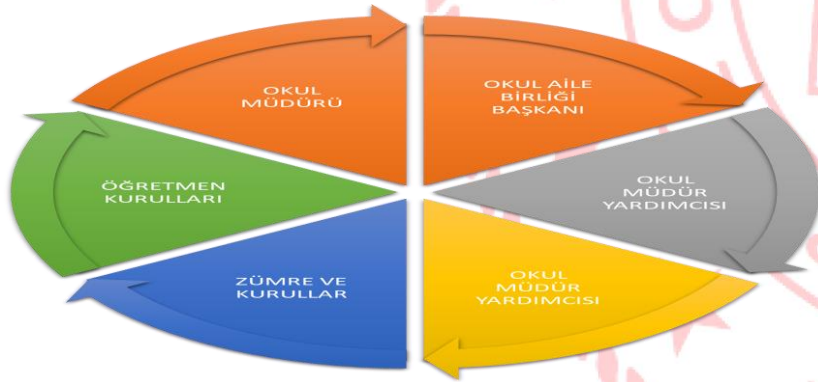 OKUL
MÜDÜRÜ
OKUL AİLE
BİRLİĞİ
BAŞKANI
OKUL
MÜDÜR
YARDIMCISI
OKUL
MÜDÜR
YARDIMCISI
ZÜMRE VE
KURULLAR
ÖĞRETMEN
KURULLARI